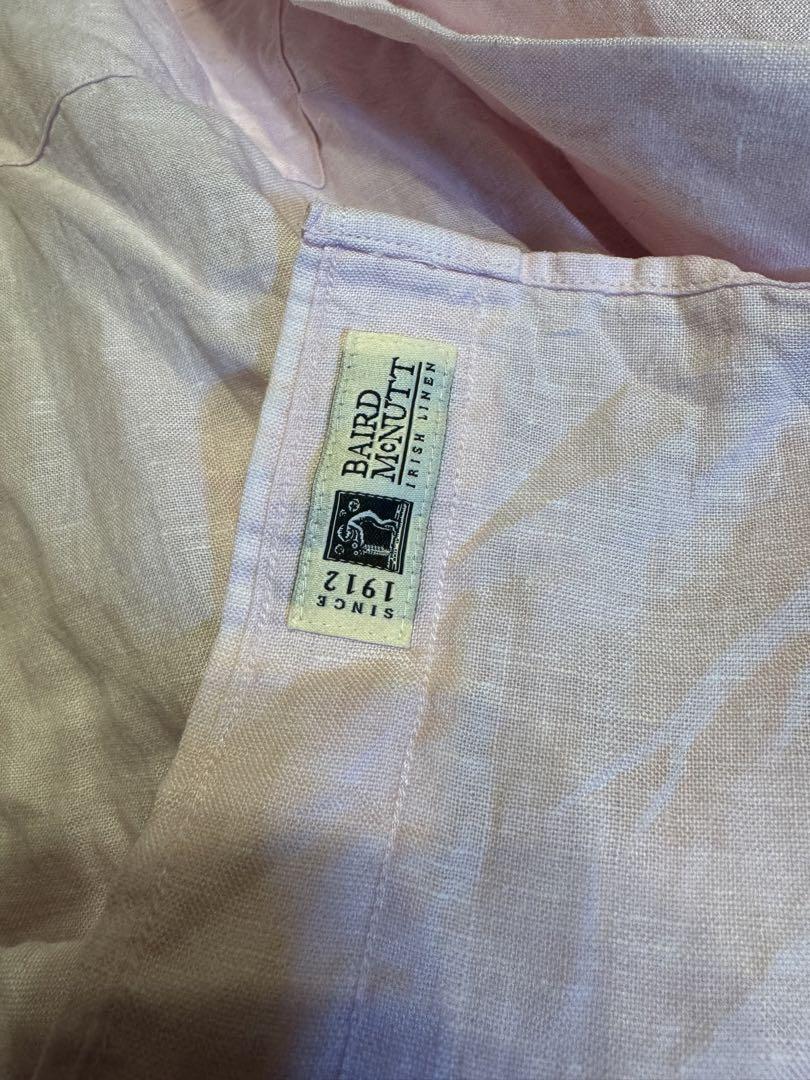 BAIRD
McNUTT
IRISH LINEN
SINCE
1912